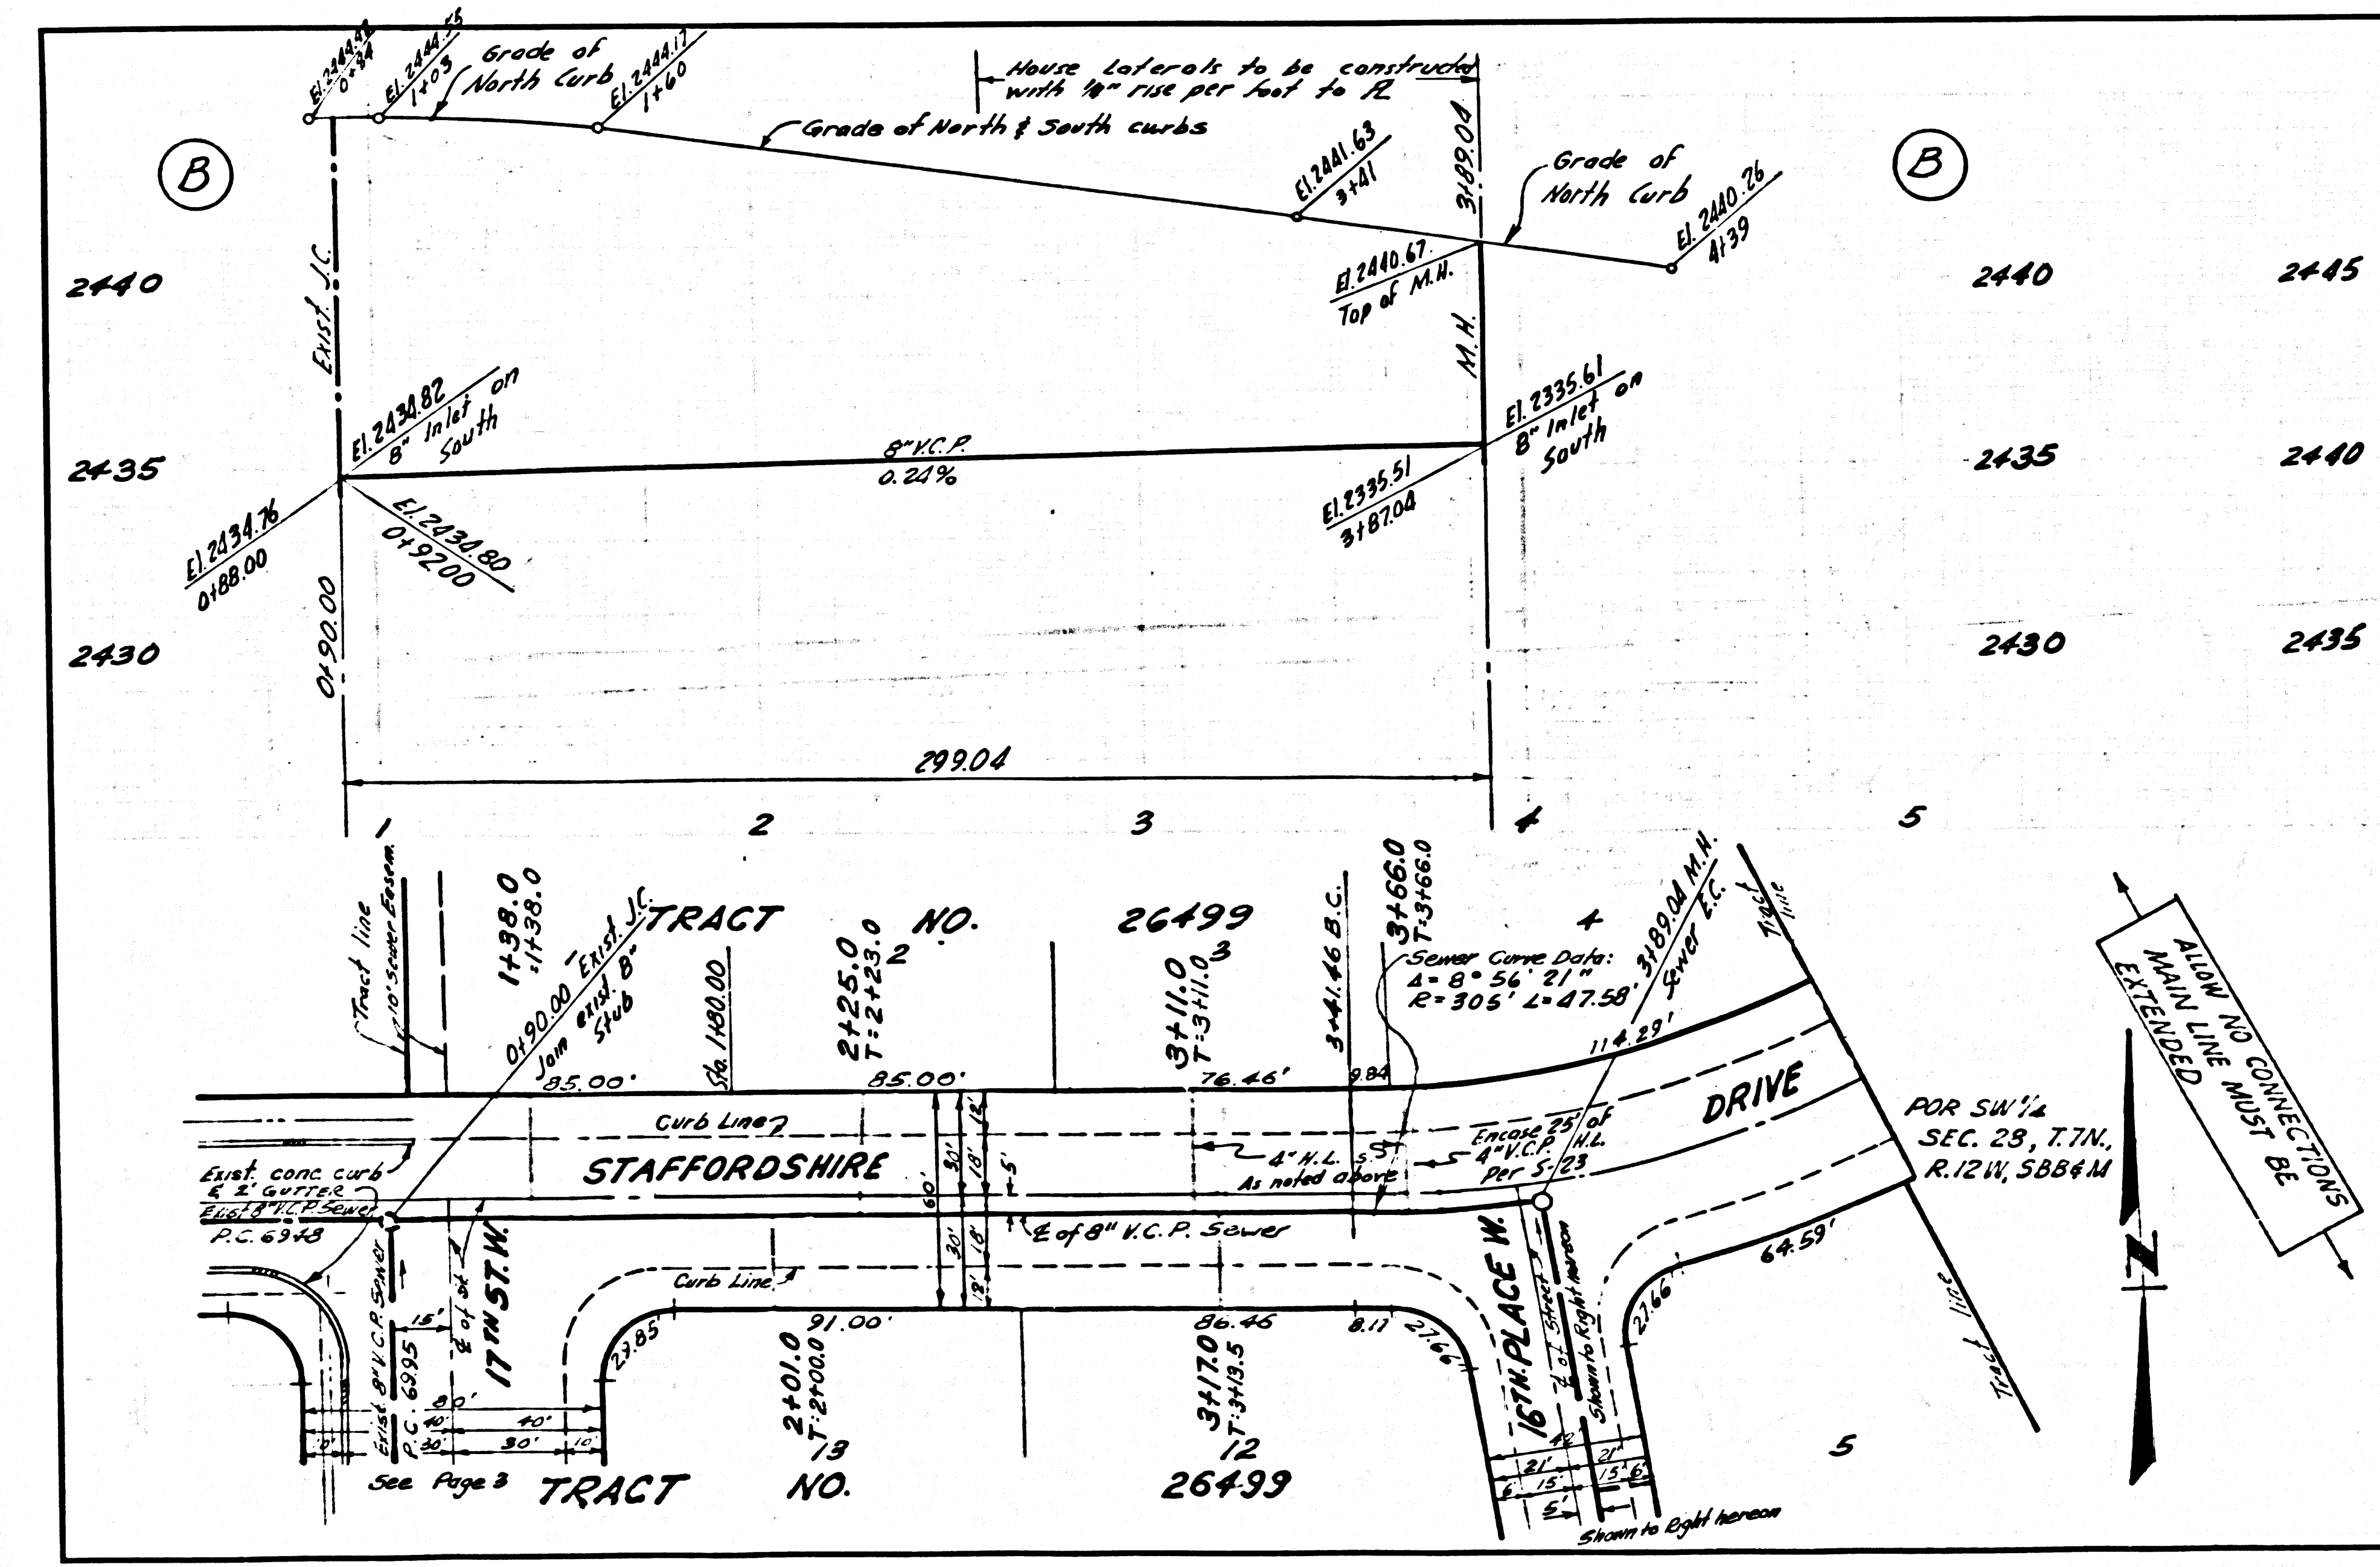 El.2444.42
0+84
El.2444.55
1+03
Grade of
North Curb
El.2444.17
1+60
House Laterals to be constructed
with 1/4" rise per foot to PL
Grade of North & South curbs
El.2441.63
3+41
3+89.04
Grade of
North Curb
El. 2440.26
4+39
B
B
2440
Exist. J.C.
El.2440.67
Top of M.H.
M.H.
2440
2445
El.2434.82
8" Inlet on
South
El.2335.61
8" Inlet on
South
2435
8" V.C.P.
0.24%
2435
2440
El.2434.76
0+88.00
El.2434.80
0+92.00
El.2335.51
3+87.04
2430
0+90.00
2430
2435
299.04
1
2
3
4
5
Tract line
10' Sewer Easem.
1+38.0
:1+38.0
0+90.00 - Exist. J.C.
Join exist. 8"
Stub
TRACT NO. 26499
Sta. 1+80.00
2
2+25.0
T=2+23.0
3
3+11.0
T=3+11.0
3+41.46 B.C.
3+66.0
T=3+66.0
4
3+89.04 M.H.
Sewer E.C.
Tract line
Sewer Curve Data:
Δ= 8° 56' 21"
R= 305' L= 47.58'
ALLOW NO CONNECTIONS
MAIN LINE MUST BE
EXTENDED
85.00'
85.00'
76.46'
9.84
114.29'
Curb Line
STAFFORDSHIRE
DRIVE
60'
30'
30'
12'
18'
5'
18'
12'
4" H.L.s
As noted above
Encase 25' of
4" V.C.P. H.L.
Per S-23
POR SW 1/4
SEC. 28, T.7N.,
R.12W, SBB&M
Exist. conc curb
& 2' GUTTER
Exist 8" V.C.P. Sewer
P.C. 6948
℄ of 8" V.C.P. Sewer
Curb Line
Exist. 8" V.C.P. Sewer
P.C. 6995
15'
℄ of St.
17TH ST. W.
23.85'
91.00'
86.46
8.17
27.66
16TH. PLACE W.
℄ of Street
Shown to Right hereon
27.66'
64.59'
Tract line
N
2+01.0
T:2+00.0
3+17.0
T:3+13.5
80'
40'
40'
10'
30'
30'
10'
See Page 3
13
12
5
TRACT NO. 26499
42'
21'
21'
6'
15'
15'
6'
5'
Shown to Right hereon